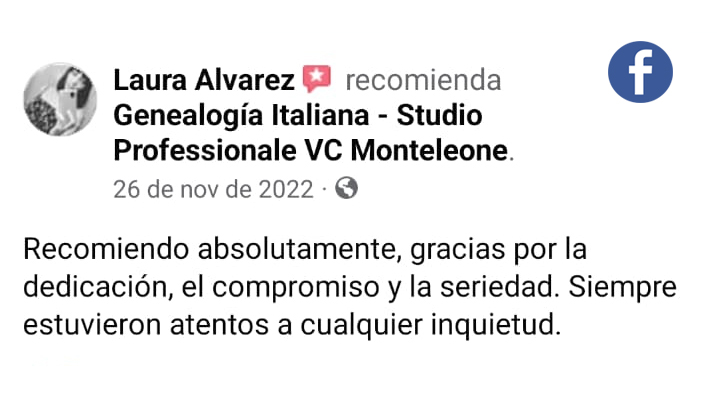 Laura Alvarez recomienda
Genealogía Italiana - Studio
Professionale VC Monteleone.
26 de nov de 2022 ·
Recomiendo absolutamente, gracias por la
dedicación, el compromiso y la seriedad. Siempre
estuvieron atentos a cualquier inquietud.